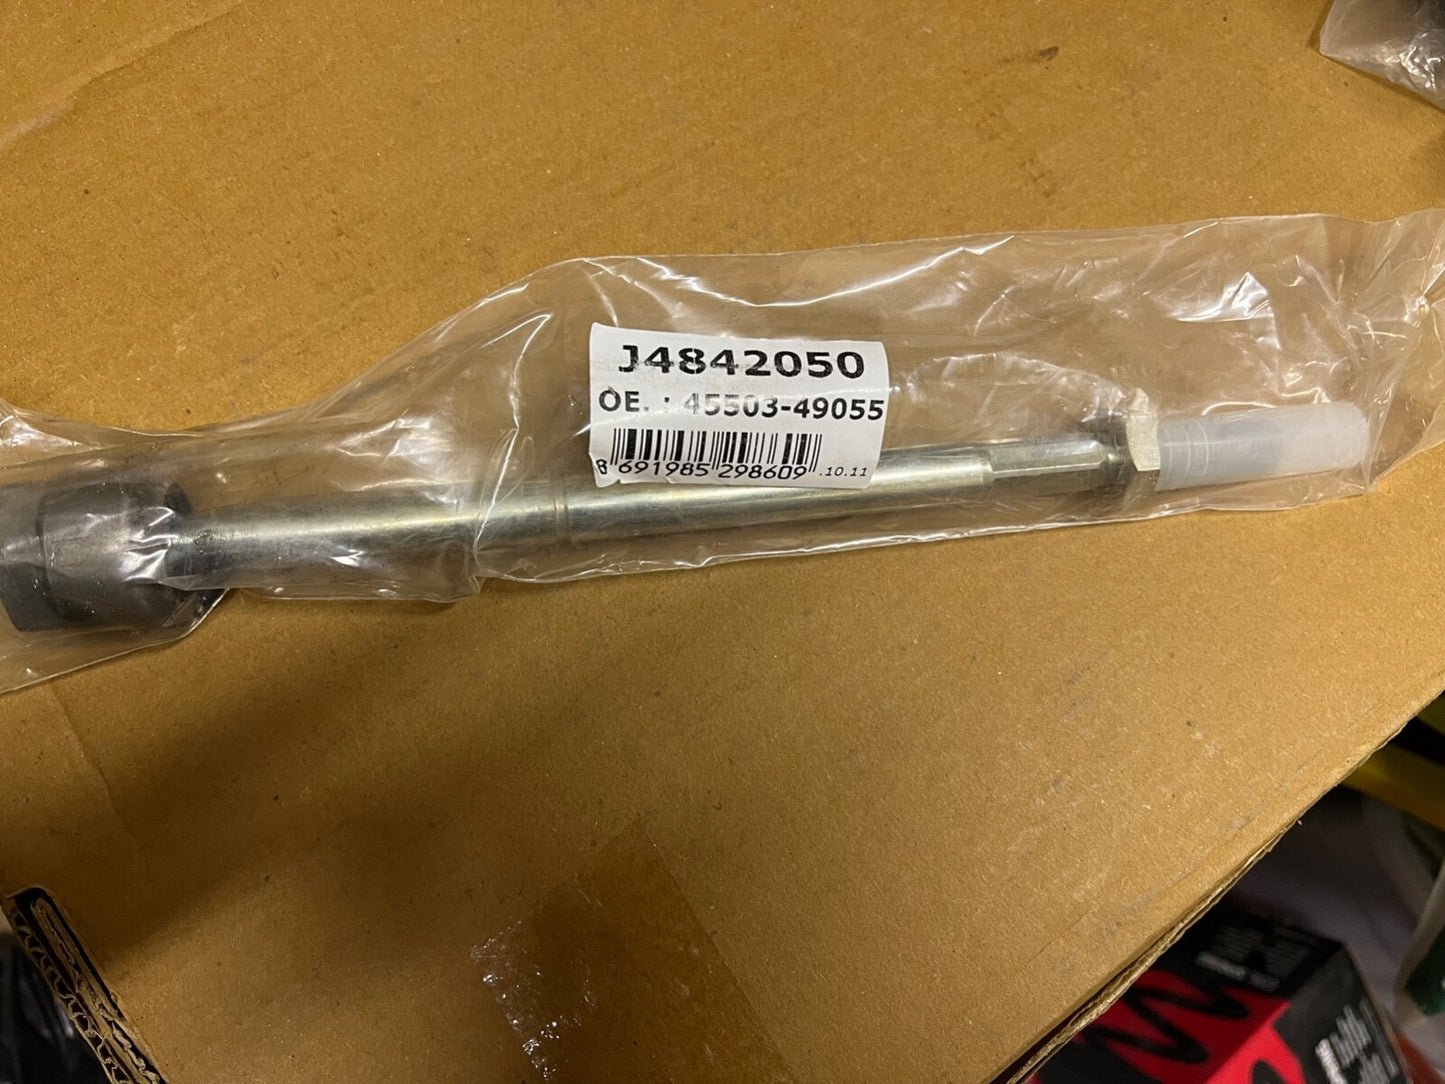 J4842050
OE. : 45503-49055
8 691985 298609 .10.11